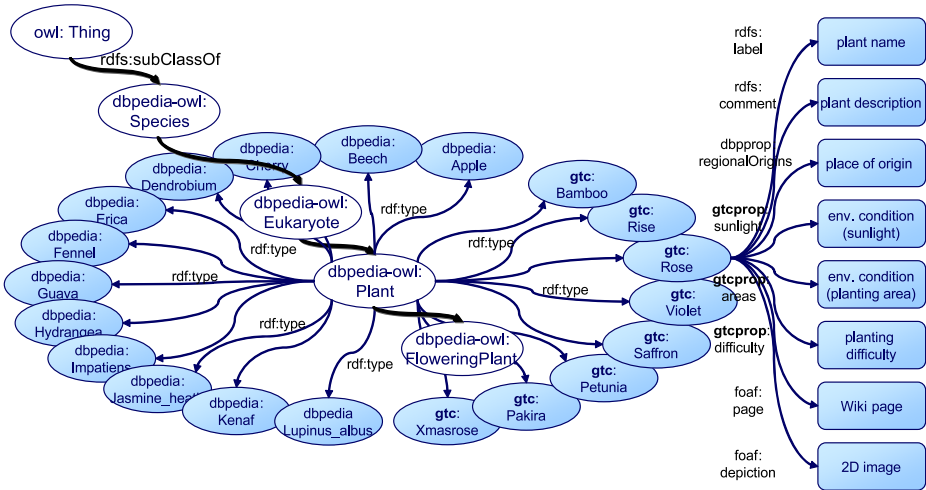 owl: Thing
rdfs:subClassOf
dbpedia-owl:
Species
dbpedia:
Cherry
dbpedia:
Beech
dbpedia:
Apple
dbpedia:
Dendrobium
dbpedia:
Erica
dbpedia:
Fennel
dbpedia:
Guava
dbpedia:
Hydrangea
dbpedia:
Impatiens
dbpedia:
Jasmine_heath
dbpedia:
Kenaf
dbpedia
Lupinus_albus
dbpedia-owl:
Eukaryote
dbpedia-owl:
Plant
dbpedia-owl:
FloweringPlant
rdf:type
rdf:type
rdf:type
rdf:type
rdf:type
rdf:type
rdf:type
rdf:type
gtc:
Bamboo
gtc:
Rise
gtc:
Rose
gtc:
Violet
gtc:
Saffron
gtc:
Petunia
gtc:
Pakira
gtc:
Xmasrose
rdfs:
label
rdfs:
comment
dbpprop
regionalOrigins
gtcprop:
sunlight
gtcprop:
areas
gtcprop:
difficulty
foaf:
page
foaf:
depiction
plant name
plant description
place of origin
env. condition
(sunlight)
env. condition
(planting area)
planting
difficulty
Wiki page
2D image